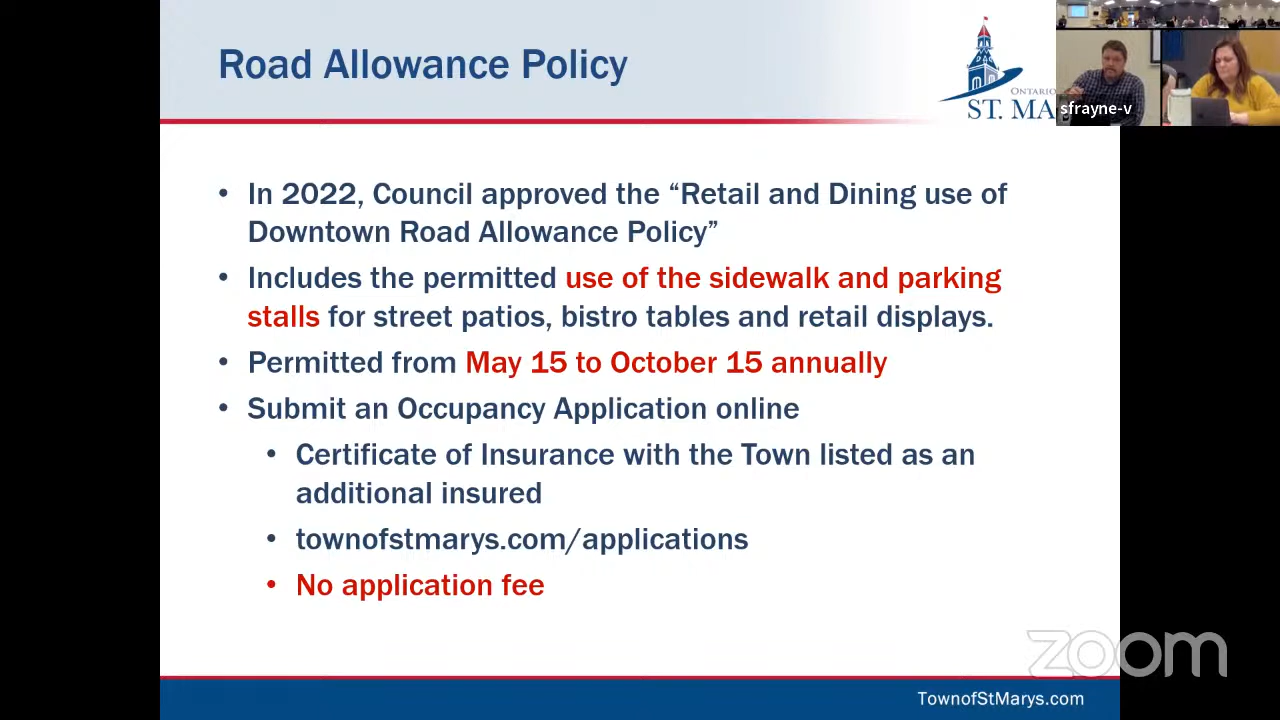 Road Allowance Policy
ONTARIO
ST. MA
sfrayne-v
• In 2022, Council approved the “Retail and Dining use of
Downtown Road Allowance Policy”
• Includes the permitted use of the sidewalk and parking
stalls for street patios, bistro tables and retail displays.
• Permitted from May 15 to October 15 annually
• Submit an Occupancy Application online
• Certificate of Insurance with the Town listed as an
additional insured
• townofstmarys.com/applications
• No application fee
zoom
TownofStMarys.com